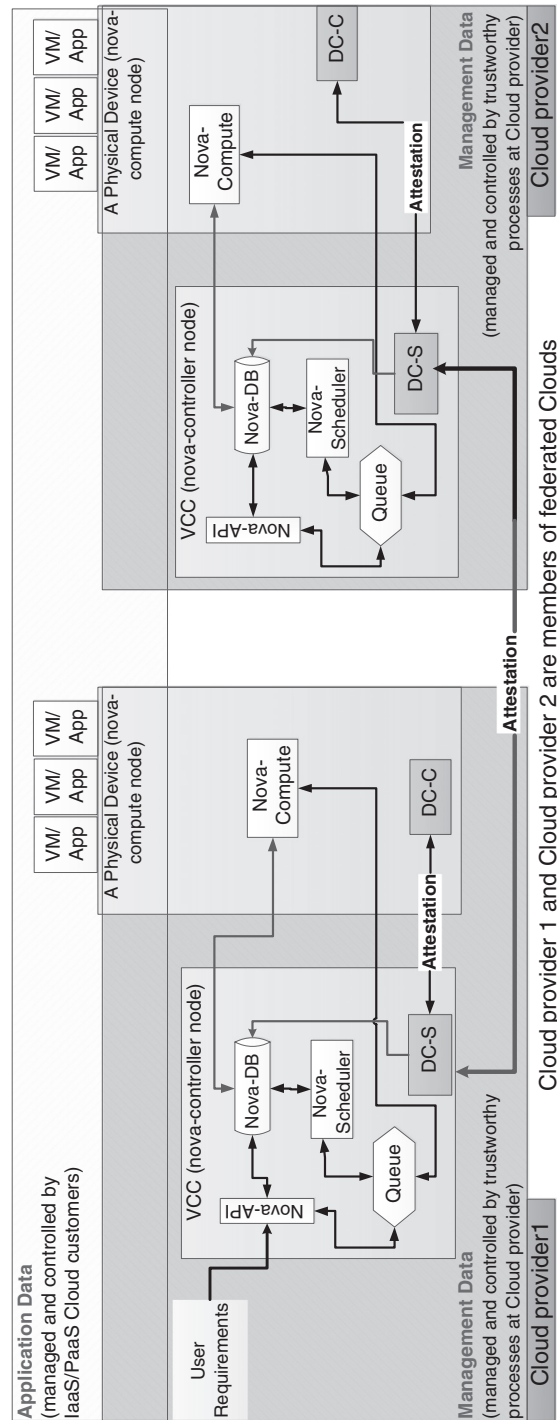 Application Data
(managed and controlled by
IaaS/PaaS Cloud customers)
VM/
App
VM/
App
VM/
App
VM/
App
VM/
App
VM/
App
User
Requirements
A Physical Device (nova-
compute node)
VCC (nova-controller node)
Nova-API
Nova-DB
Nova-
Scheduler
Queue
DC-S
Nova-
Compute
DC-C
Attestation
Management Data
(managed and controlled by trustworthy
processes at Cloud provider)
Cloud provider1
A Physical Device (nova-
compute node)
VCC (nova-controller node)
Nova-API
Nova-DB
Nova-
Scheduler
Queue
DC-S
Nova-
Compute
DC-C
Attestation
Management Data
(managed and controlled by trustworthy
processes at Cloud provider)
Cloud provider2
Attestation
Cloud provider 1 and Cloud provider 2 are members of federated Clouds